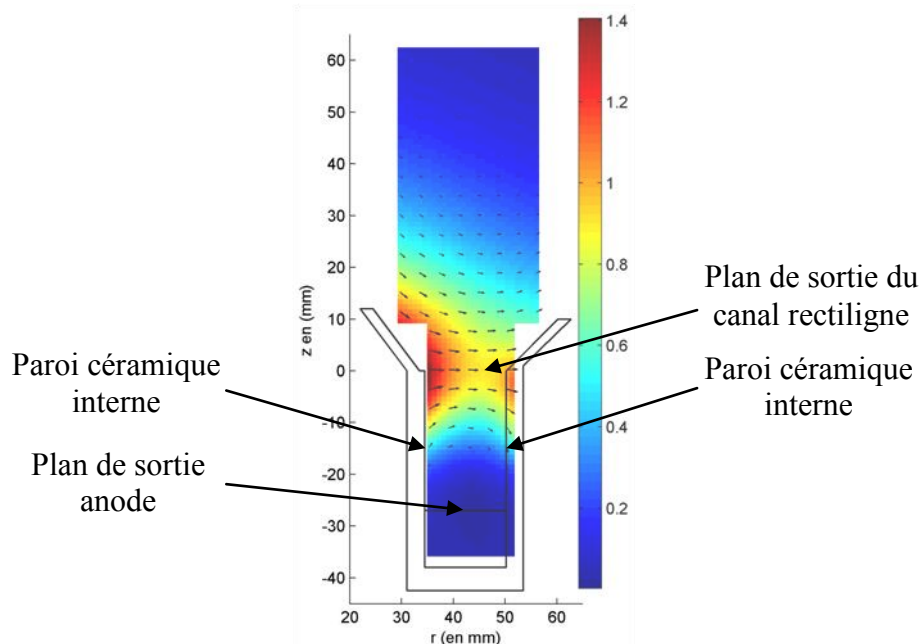 60
50
40
30
20
10
0
-10
-20
-30
-40
z en (mm)
20
30
40
50
60
r (en mm)
1.4
1.2
1
0.8
0.6
0.4
0.2
Plan de sortie du
canal rectiligne
Paroi céramique
interne
Paroi céramique
interne
Plan de sortie
anode